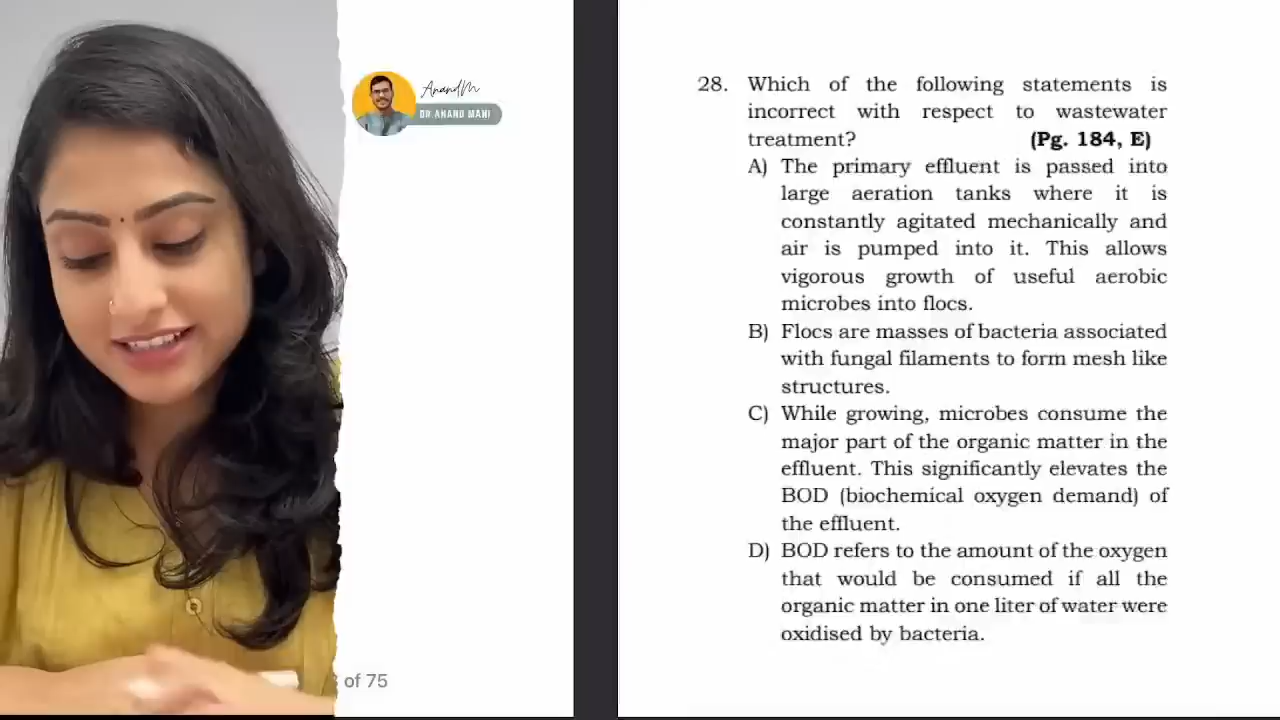 AnandM
DR ANAND MANI
28. Which of the following statements is
incorrect with respect to wastewater
treatment? (Pg. 184, E)
A) The primary effluent is passed into
large aeration tanks where it is
constantly agitated mechanically and
air is pumped into it. This allows
vigorous growth of useful aerobic
microbes into flocs.
B) Flocs are masses of bacteria associated
with fungal filaments to form mesh like
structures.
C) While growing, microbes consume the
major part of the organic matter in the
effluent. This significantly elevates the
BOD (biochemical oxygen demand) of
the effluent.
D) BOD refers to the amount of the oxygen
that would be consumed if all the
organic matter in one liter of water were
oxidised by bacteria.
of 75